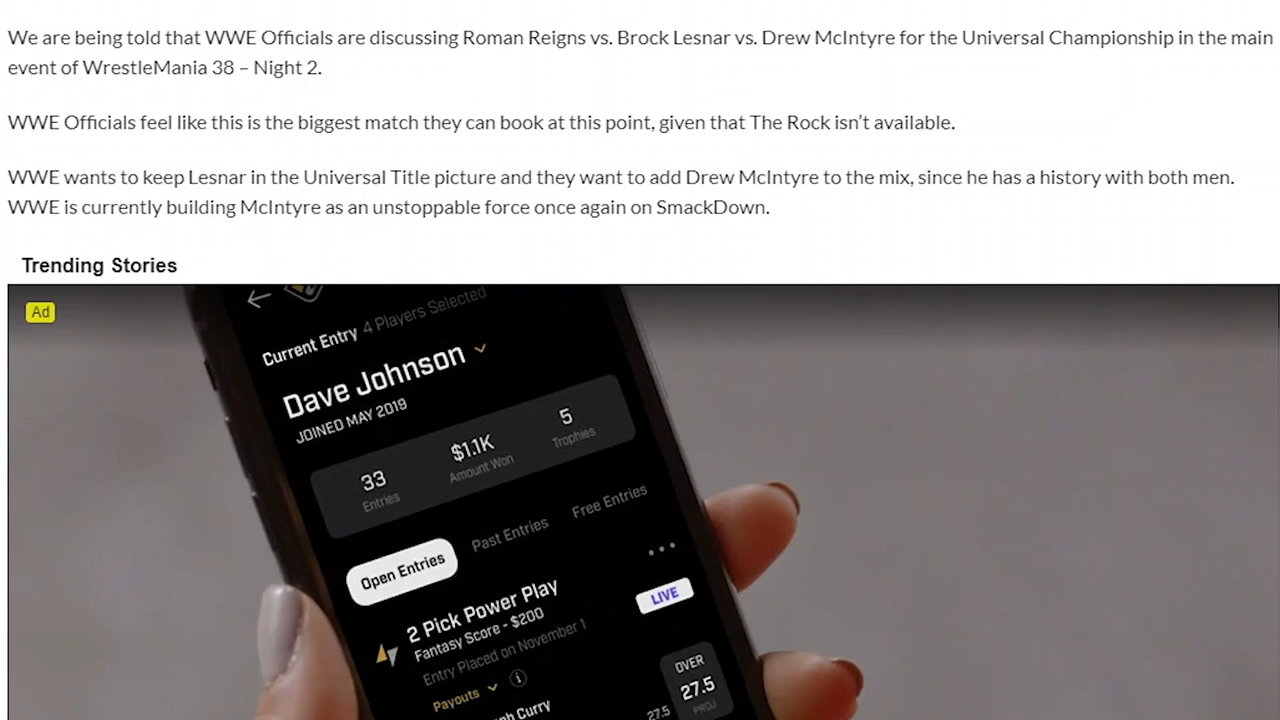 We are being told that WWE Officials are discussing Roman Reigns vs. Brock Lesnar vs. Drew McIntyre for the Universal Championship in the main
event of WrestleMania 38 – Night 2.
WWE Officials feel like this is the biggest match they can book at this point, given that The Rock isn’t available.
WWE wants to keep Lesnar in the Universal Title picture and they want to add Drew McIntyre to the mix, since he has a history with both men.
WWE is currently building McIntyre as an unstoppable force once again on SmackDown.
Trending Stories
Ad
Current Entry 4 Players Selected
Dave Johnson
JOINED MAY 2019
33 $1.1K 5
Entries Amount Won Trophies
Open Entries Past Entries Free Entries
2 Pick Power Play LIVE
Fantasy Score - $200
Entry Placed on November 1
Payouts
OVER
27.5
Curry 27.5 PROJ